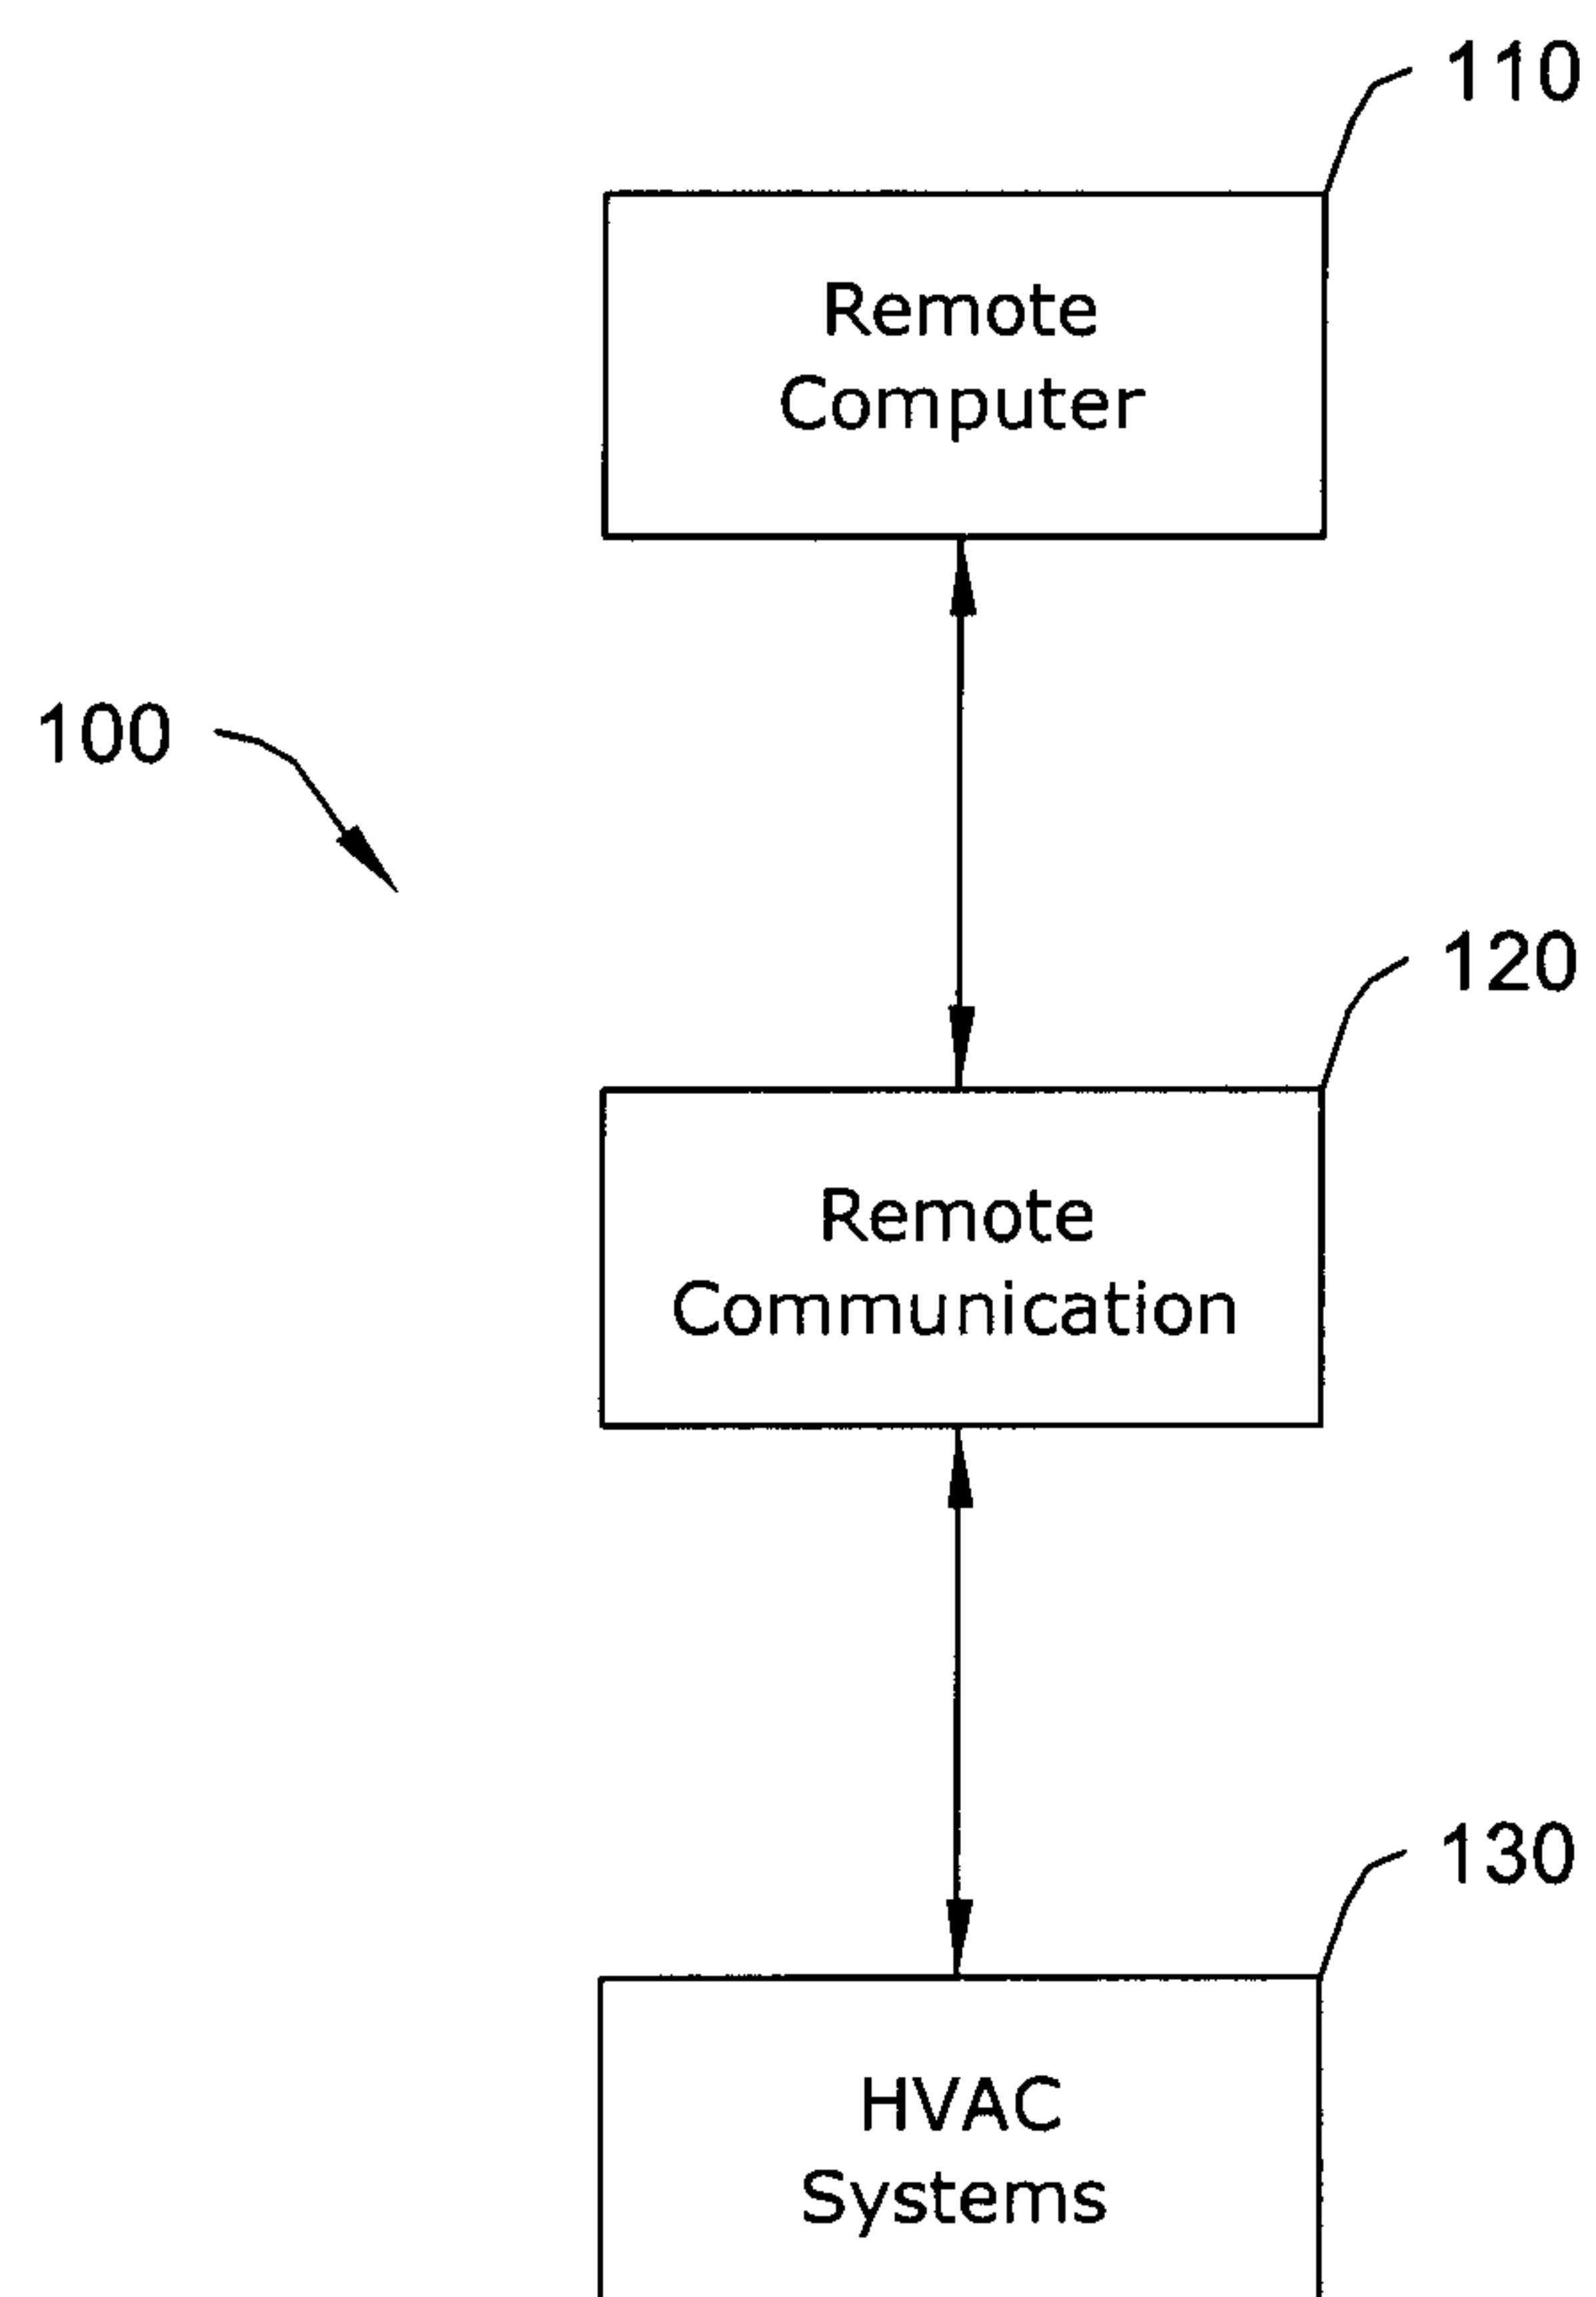 110
Remote
Computer
100
120
Remote
Communication
130
HVAC
Systems